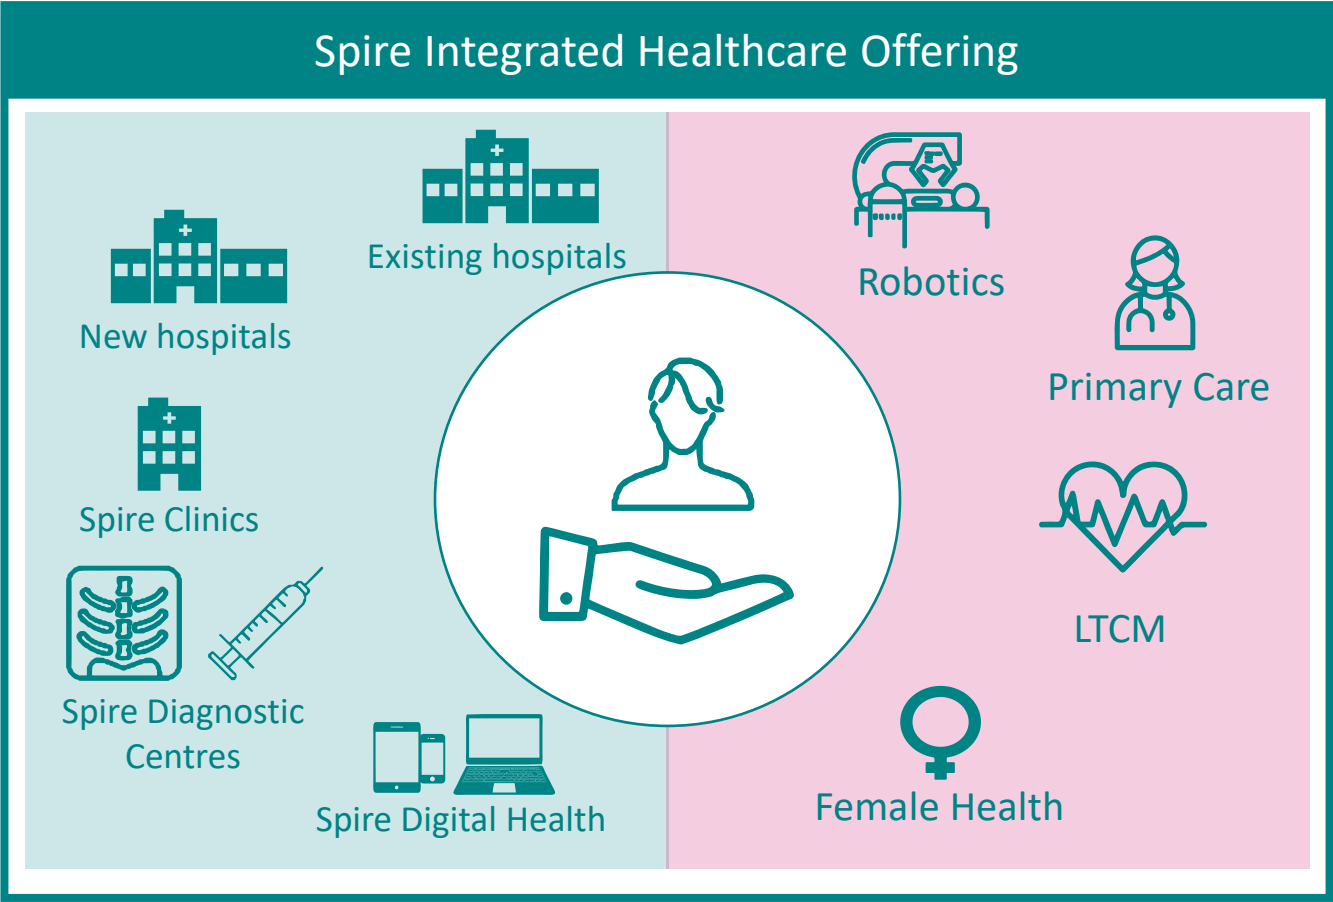 Spire Integrated Healthcare Offering
Existing hospitals
New hospitals
Spire Clinics
Spire Diagnostic
Centres
Spire Digital Health
Robotics
Primary Care
LTCM
Female Health